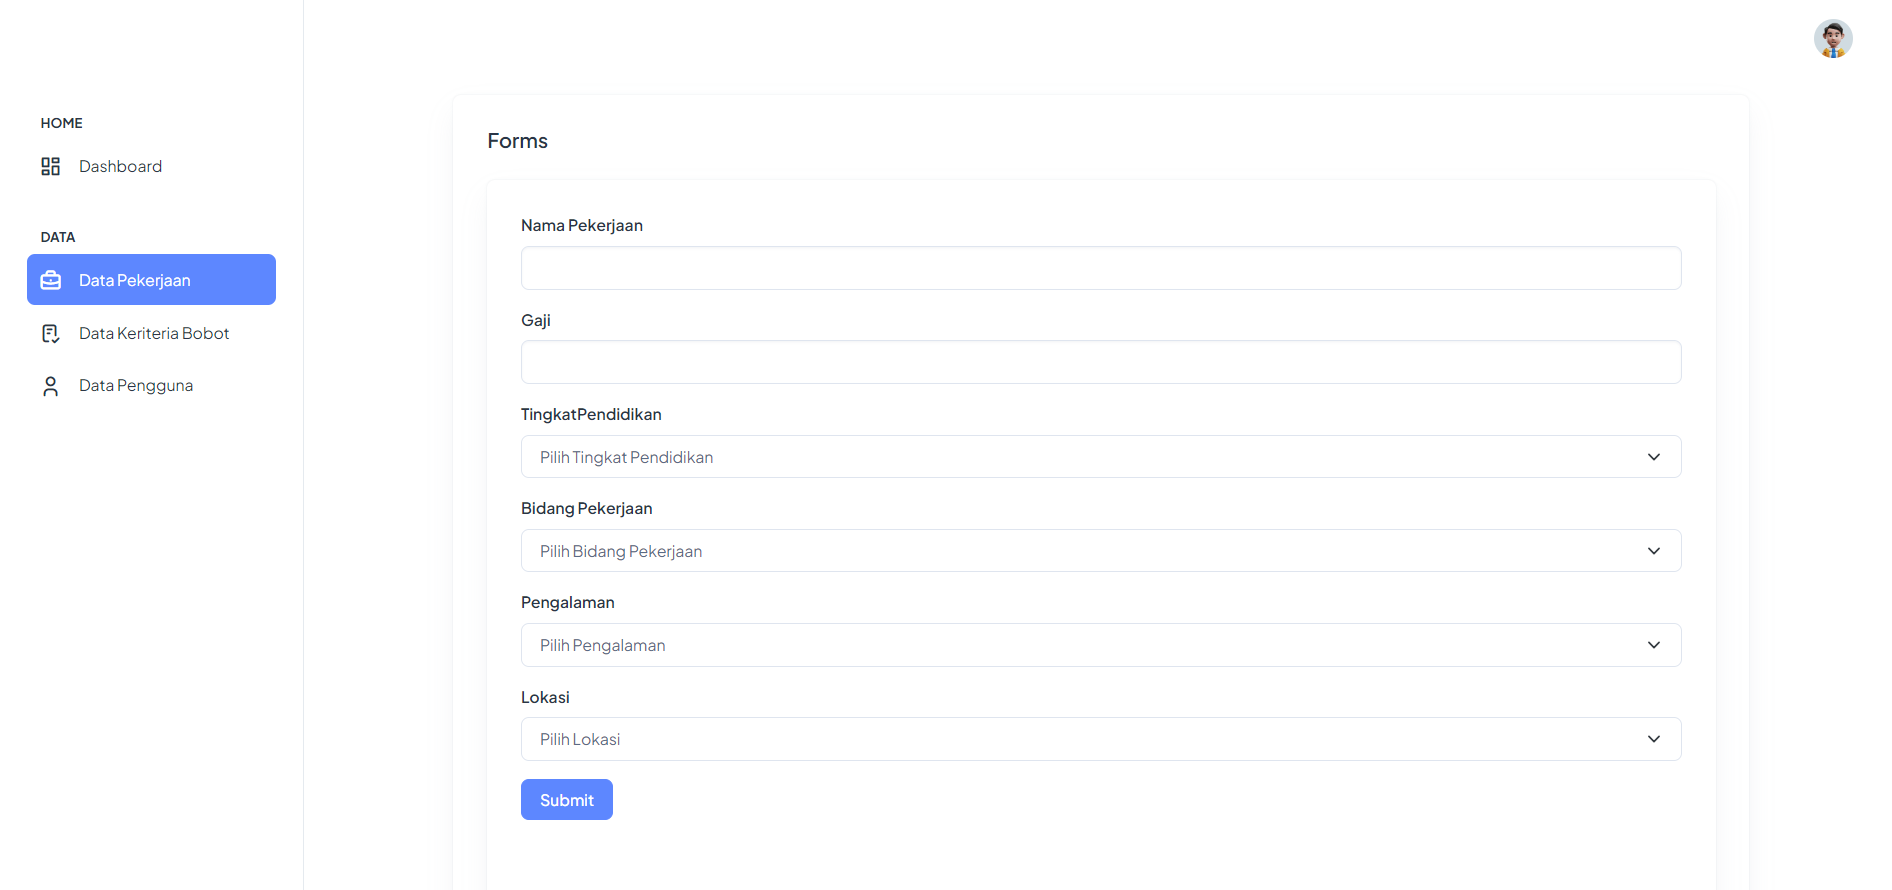 HOME
Dashboard
DATA
Data Pekerjaan
Data Keriteria Bobot
Data Pengguna
Forms
Nama Pekerjaan
Gaji
TingkatPendidikan
Pilih Tingkat Pendidikan
Bidang Pekerjaan
Pilih Bidang Pekerjaan
Pengalaman
Pilih Pengalaman
Lokasi
Pilih Lokasi
Submit